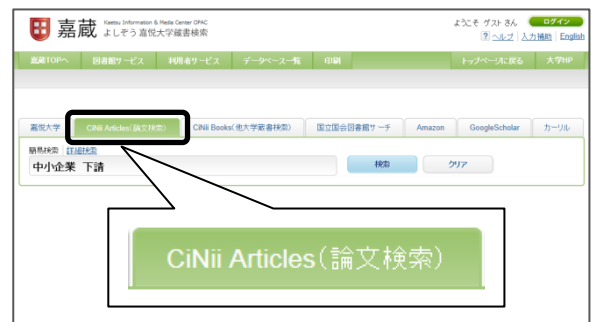 嘉蔵 Kaetsu Information & Media Center OPAC
よしぞう 嘉悦大学蔵書検索
ようこそ ゲスト さん ログイン
? ヘルプ 入力補助 English
嘉蔵TOPへ 図書館サービス 利用者サービス データベース一覧 印刷 トップページに戻る 大学HP
嘉悦大学 CiNii Articles(論文検索) CiNii Books(他大学蔵書検索) 国立国会図書館サーチ Amazon GoogleScholar カーリル
簡易検索 詳細検索
中小企業 下請 検索 クリア
CiNii Articles(論文検索)